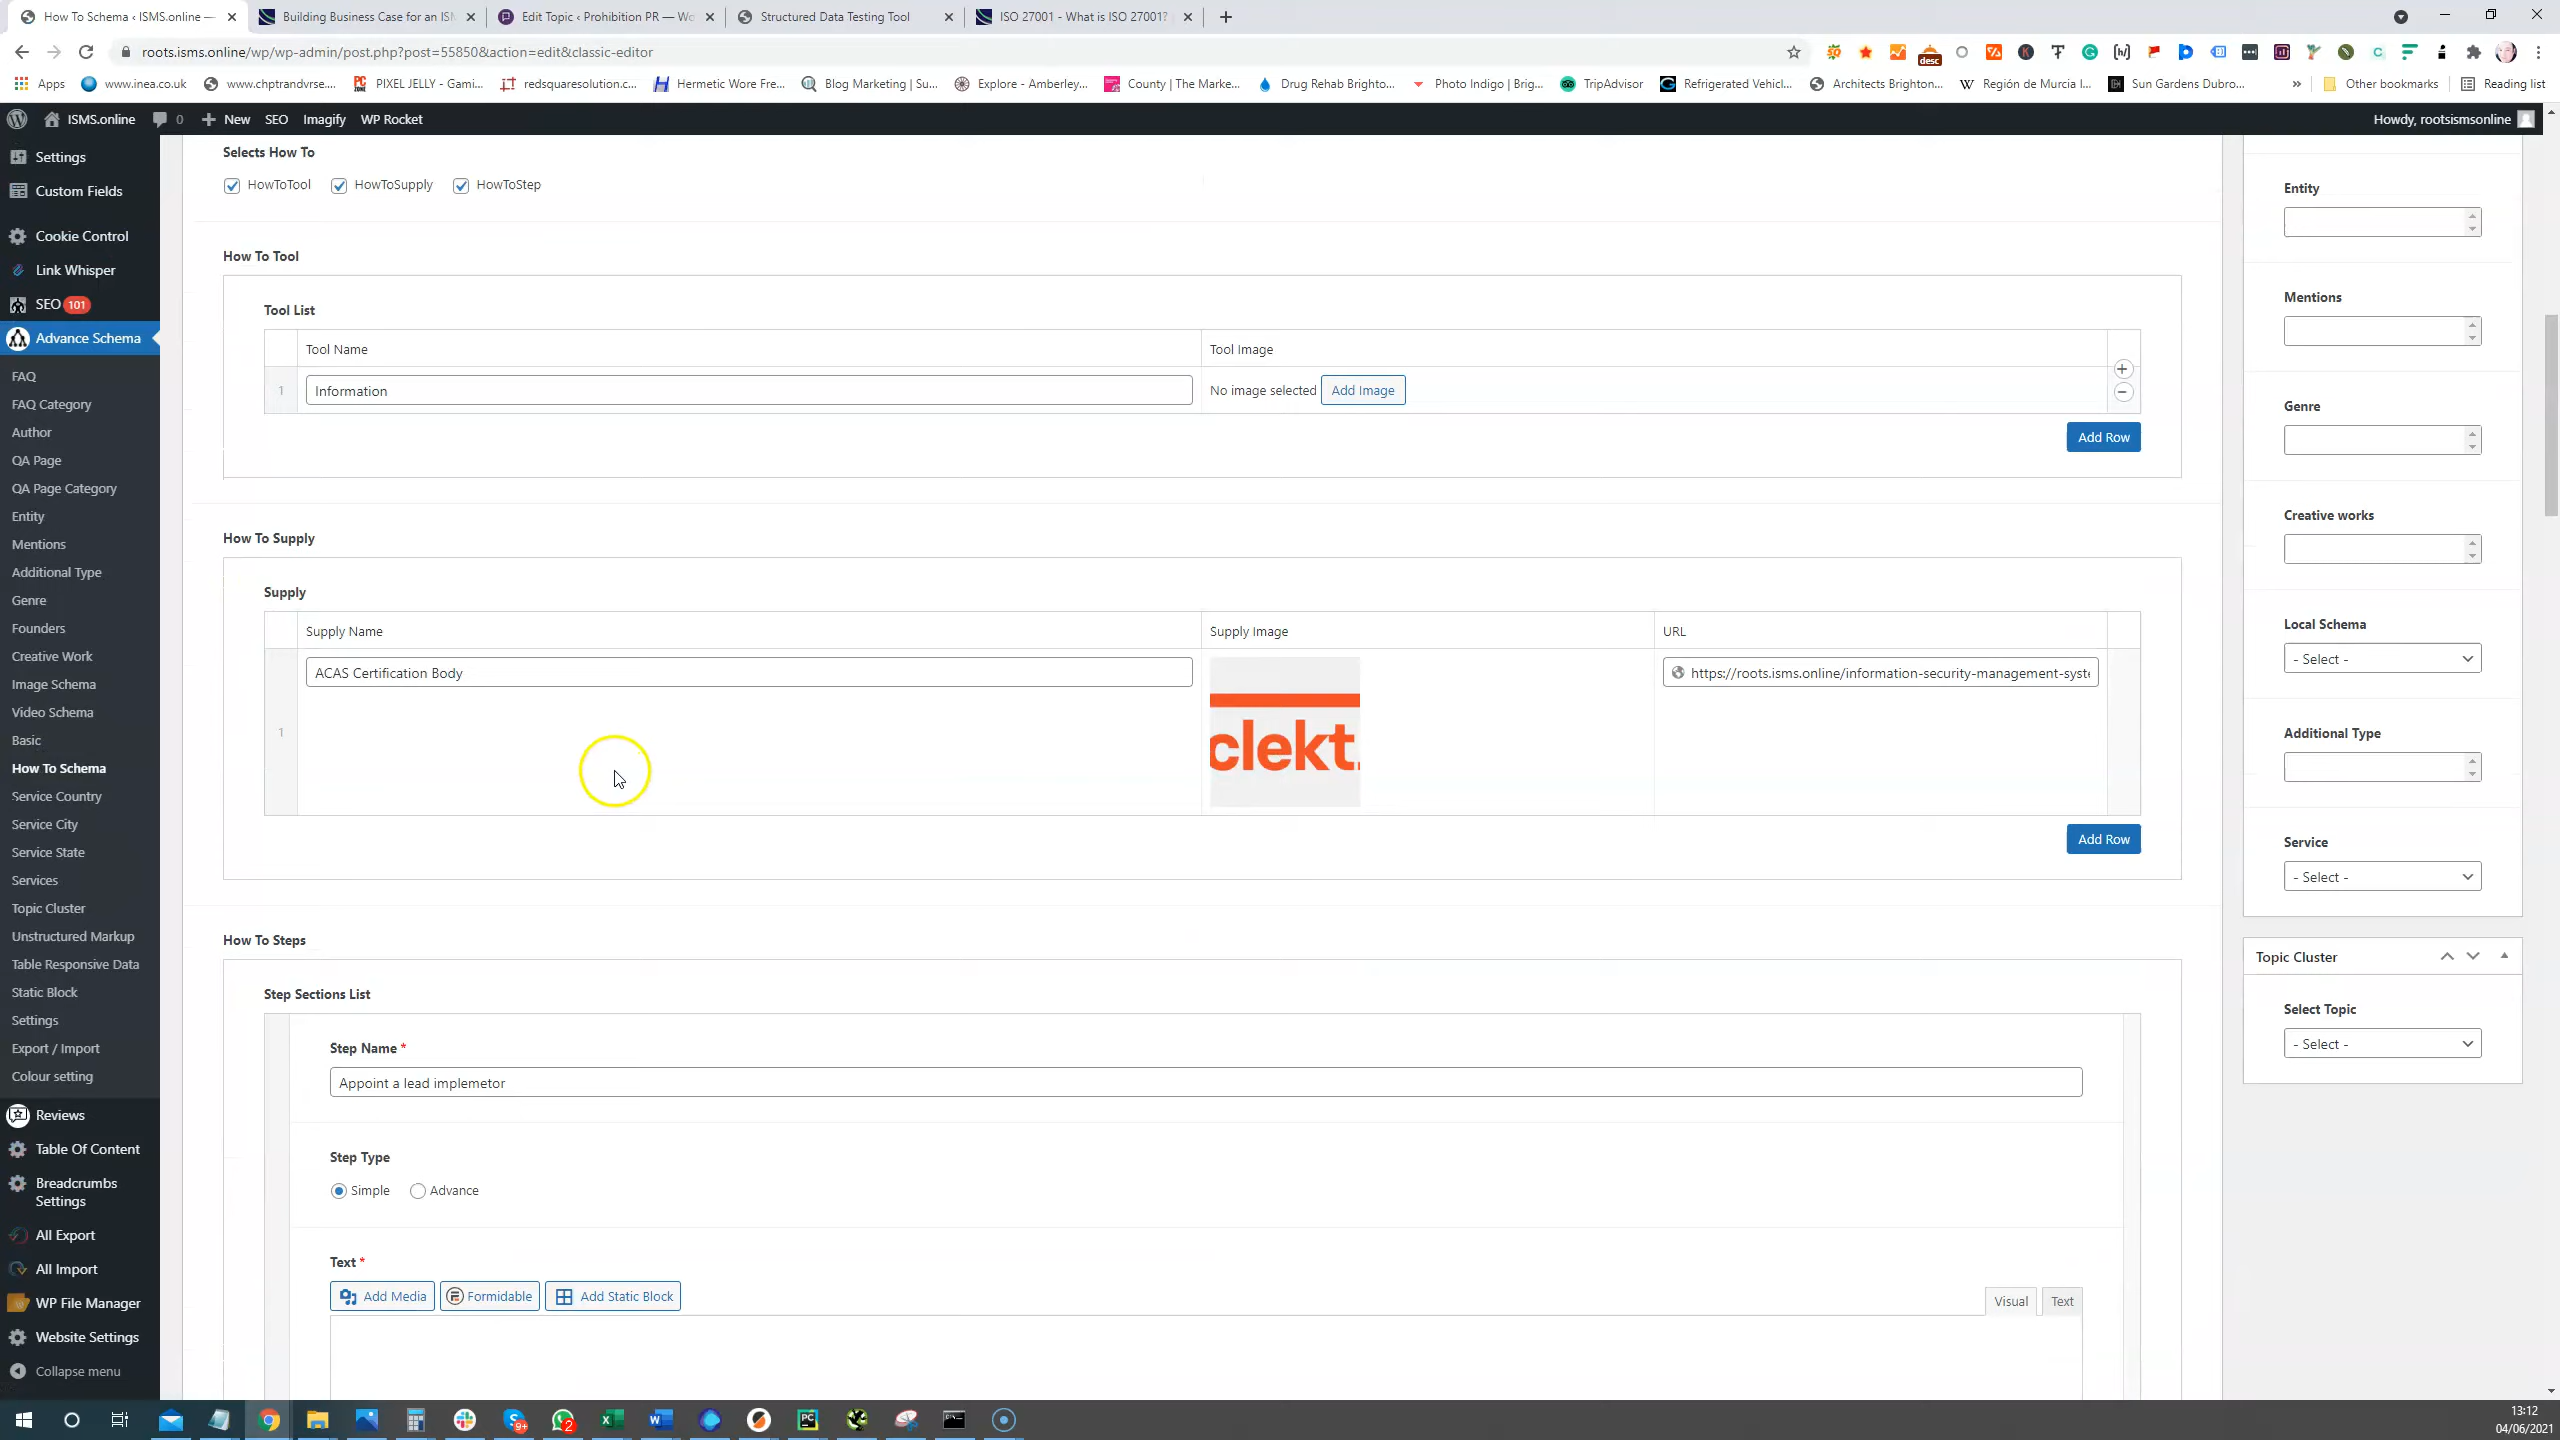 How To Schema ‹ ISMS.online —
Building Business Case for an ISM
Edit Topic ‹ Prohibition PR — Wo
Structured Data Testing Tool
ISO 27001 - What is ISO 27001?
roots.isms.online/wp/wp-admin/post.php?post=55850&action=edit&classic-editor
desc
Apps
www.inea.co.uk
www.chptrandvrse....
PIXEL JELLY - Gami...
redsquaresolution.c...
Hermetic Wore Fre...
Blog Marketing | Su...
Explore - Amberley...
County | The Marke...
Drug Rehab Brighto...
Photo Indigo | Brig...
TripAdvisor
Refrigerated Vehicl...
Architects Brighton...
Región de Murcia I...
Sun Gardens Dubro...
»
Other bookmarks
Reading list
ISMS.online
0
New
SEO
Imagify
WP Rocket
Howdy, rootsismsonline
Settings
Custom Fields
Cookie Control
Link Whisper
SEO 101
Advance Schema
FAQ
FAQ Category
Author
QA Page
QA Page Category
Entity
Mentions
Additional Type
Genre
Founders
Creative Work
Image Schema
Video Schema
Basic
How To Schema
Service Country
Service City
Service State
Services
Topic Cluster
Unstructured Markup
Table Responsive Data
Static Block
Settings
Export / Import
Colour setting
Reviews
Table Of Content
Breadcrumbs
Settings
All Export
All Import
WP File Manager
Website Settings
Collapse menu
Selects How To
HowToTool
HowToSupply
HowToStep
How To Tool
Tool List
Tool Name
Tool Image
1
Information
No image selected
Add Image
Add Row
How To Supply
Supply
Supply Name
Supply Image
URL
1
ACAS Certification Body
clekt.
https://roots.isms.online/information-security-management-syste
Add Row
How To Steps
Step Sections List
Step Name *
Appoint a lead implemetor
Step Type
Simple
Advance
Text *
Add Media
Formidable
Add Static Block
Visual
Text
Entity
Mentions
Genre
Creative works
Local Schema
- Select -
Additional Type
Service
- Select -
Topic Cluster
Select Topic
- Select -
9+
2
13:12
04/06/2021